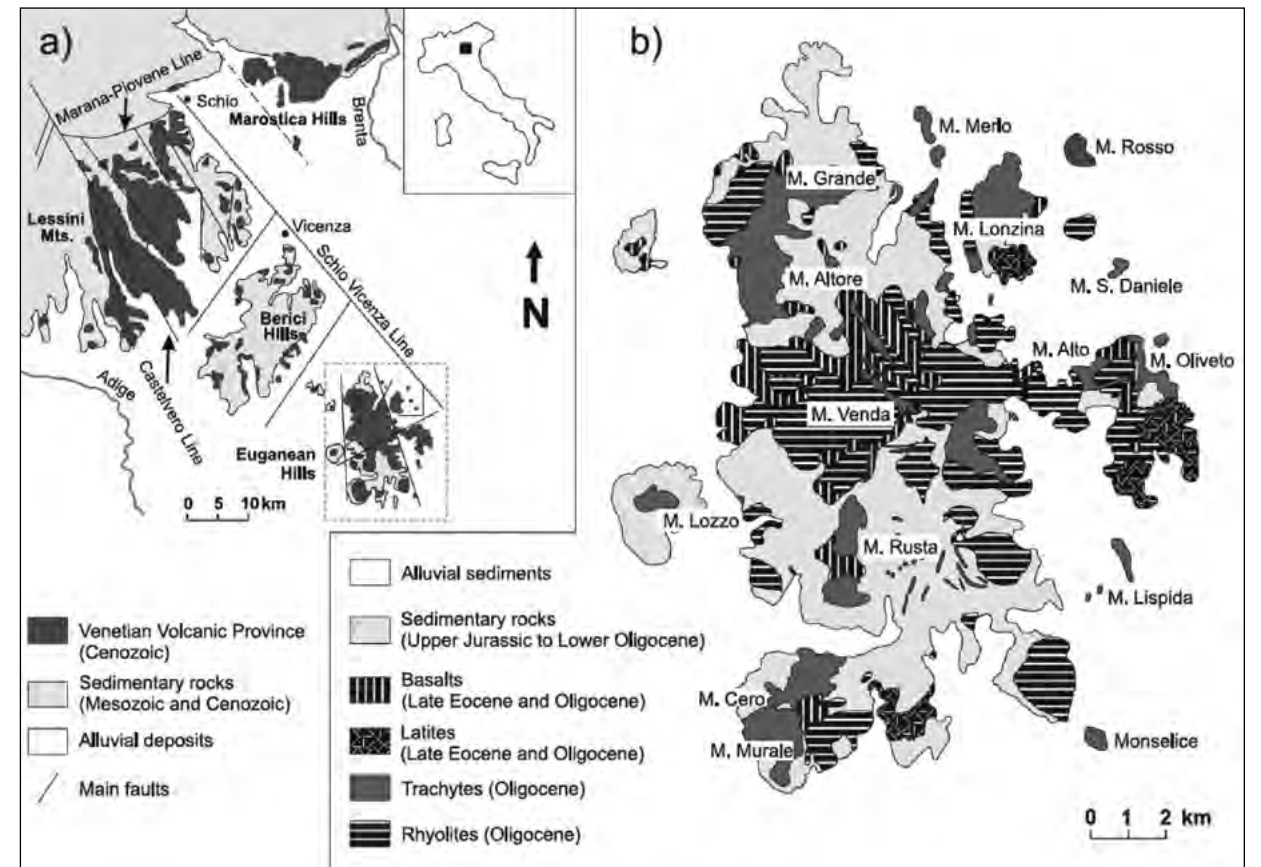 a)
Marana-Piovene Line
Schio
Marostica Hills
Brenta
Lessini
Mts.
Vicenza
Schio Vicenza Line
N
Berici
Hills
Adige
Castelvero Line
Euganean
Hills
0 5 10 km
Venetian Volcanic Province
(Cenozoic)
Sedimentary rocks
(Mesozoic and Cenozoic)
Alluvial deposits
Main faults
Alluvial sediments
Sedimentary rocks
(Upper Jurassic to Lower Oligocene)
Basalts
(Late Eocene and Oligocene)
Latites
(Late Eocene and Oligocene)
Trachytes (Oligocene)
Rhyolites (Oligocene)
b)
M. Merlo
M. Rosso
M. Grande
M. Lonzina
M. Altore
M. S. Daniele
M. Alto
M. Oliveto
M. Venda
M. Lozzo
M. Rusta
M. Lispida
M. Cero
M. Murale
Monselice
0 1 2 km